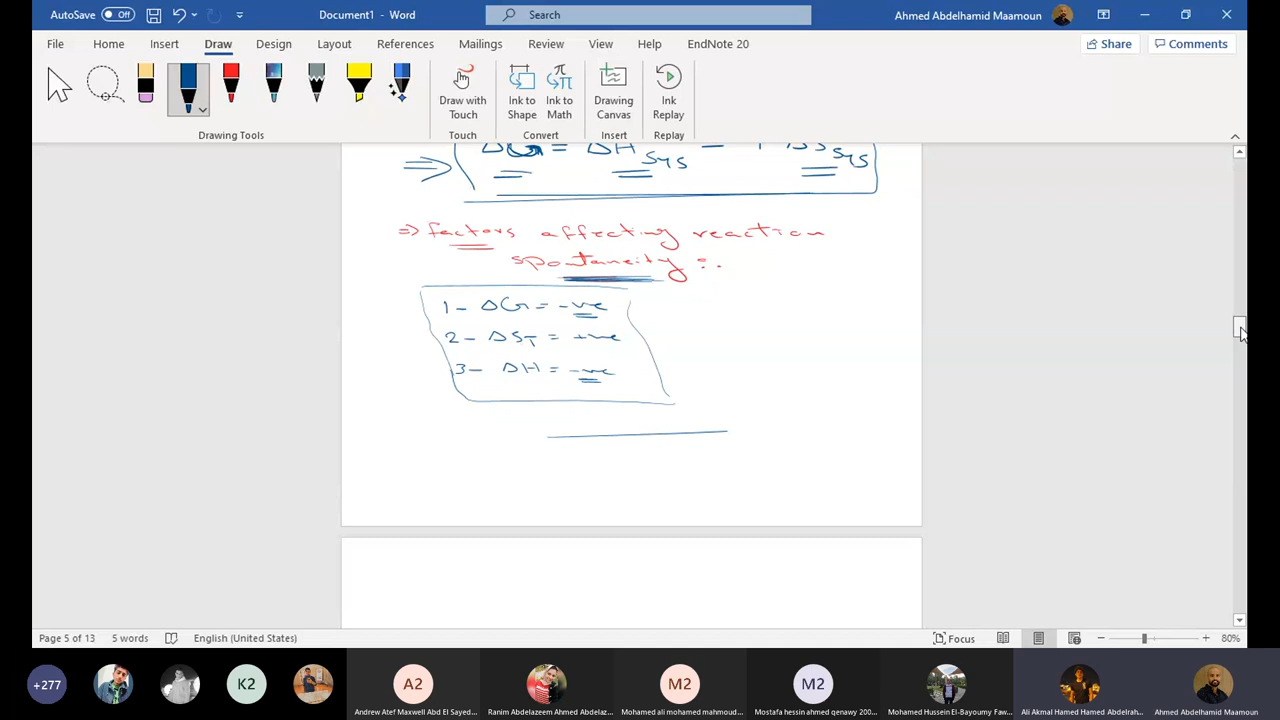 AutoSave Off Document1 - Word Search Ahmed Abdelhamid Maamoun
File Home Insert Draw Design Layout References Mailings Review View Help EndNote 20 Share Comments
Draw with Touch
Ink to Shape
Ink to Math
Drawing Canvas
Ink Replay
Drawing Tools Touch Convert Insert Replay
⇒ ΔG = ΔH sys - T ΔS sys
⇒ factors affecting reaction
spontaneity :.
1- ΔG = -ve
2- ΔS_T = +ve
3- ΔH = -ve
Page 5 of 13 5 words English (United States) Focus 80%
+277 K2 A2 M2 M2
Andrew Atef Maxwell Abd El Sayed... Ranim Abdelazeem Ahmed Abdelaz... Mohamed ali mohamed mahmoud... Mostafa hessin ahmed qenawy 200... Mohamed Hussein El-Bayoumy Faw... Ali Akmal Hamed Hamed Abdelrah... Ahmed Abdelhamid Maamoun